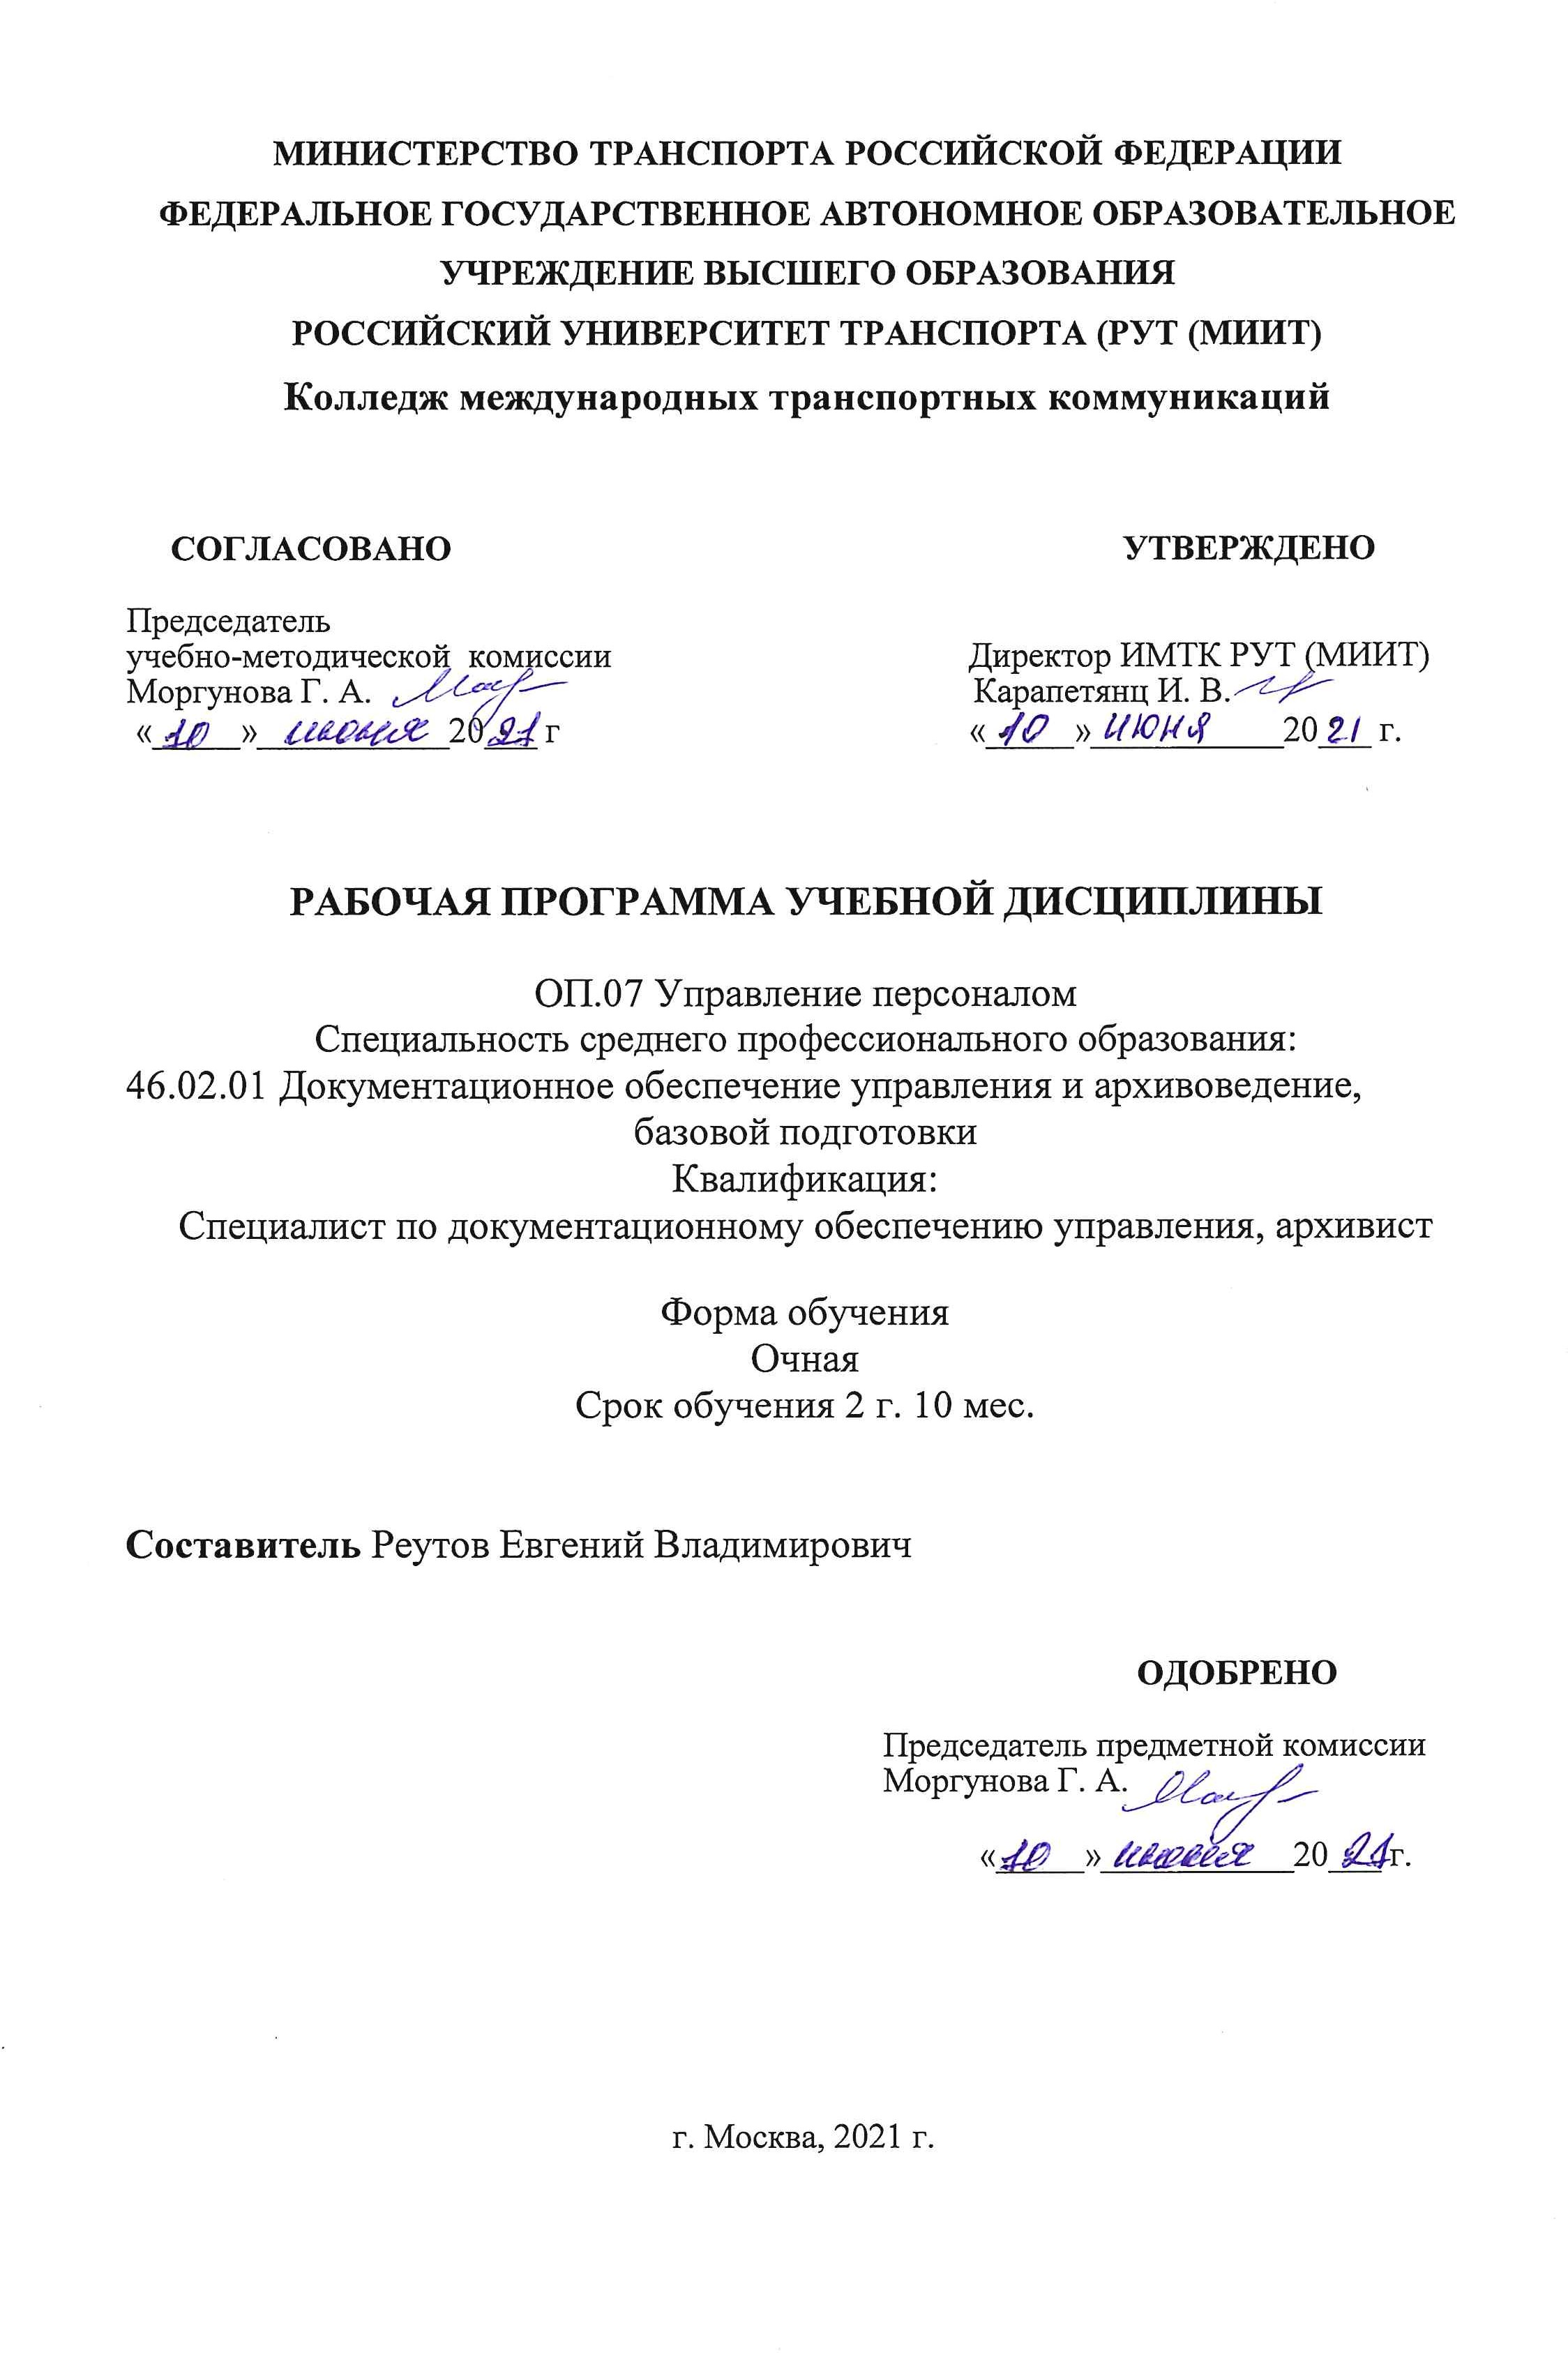 МИНИСТЕРСТВО ТРАНСПОРТА РОССИЙСКОЙ ФЕДЕРАЦИИ
ФЕДЕРАЛЬНОЕ ГОСУДАРСТВЕННОЕ АВТОНОМНОЕ ОБРАЗОВАТЕЛЬНОЕ
УЧРЕЖДЕНИЕ ВЫСШЕГО ОБРАЗОВАНИЯ
РОССИЙСКИЙ УНИВЕРСИТЕТ ТРАНСПОРТА (РУТ (МИИТ)
Колледж международных транспортных коммуникаций
СОГЛАСОВАНО
Председатель
учебно-методической комиссии
Моргунова Г. А.
«10» июня 2021 г
УТВЕРЖДЕНО
Директор ИМТК РУТ (МИИТ)
Карапетянц И. В.
«10» июня 2021 г.
РАБОЧАЯ ПРОГРАММА УЧЕБНОЙ ДИСЦИПЛИНЫ
ОП.07 Управление персоналом
Специальность среднего профессионального образования:
46.02.01 Документационное обеспечение управления и архивоведение,
базовой подготовки
Квалификация:
Специалист по документационному обеспечению управления, архивист
Форма обучения
Очная
Срок обучения 2 г. 10 мес.
Составитель Реутов Евгений Владимирович
ОДОБРЕНО
Председатель предметной комиссии
Моргунова Г. А.
«10» июня 2021 г.
г. Москва, 2021 г.